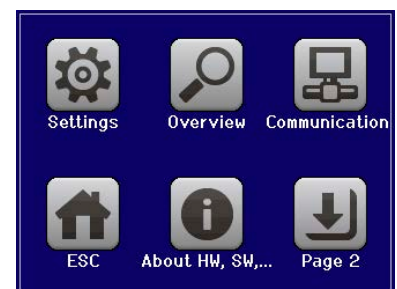 Settings
Overview
Communication
ESC
About HW, SW,...
Page 2